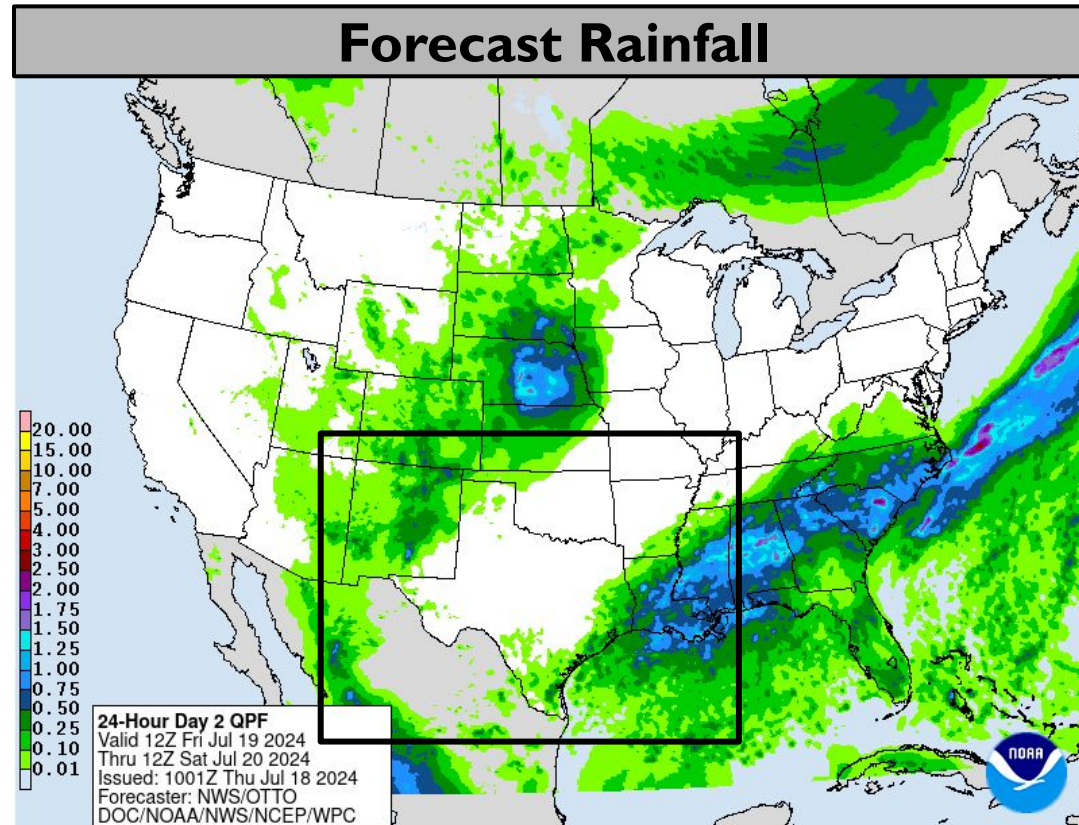 Forecast Rainfall
20.00
15.00
10.00
7.00
5.00
4.00
3.00
2.50
2.00
1.75
1.50
1.25
1.00
0.75
0.50
0.25
0.10
0.01
24-Hour Day 2 QPF
Valid 12Z Fri Jul 19 2024
Thru 12Z Sat Jul 20 2024
Issued: 1001Z Thu Jul 18 2024
Forecaster: NWS/OTTO
DOC/NOAA/NWS/NCEP/WPC
NOAA